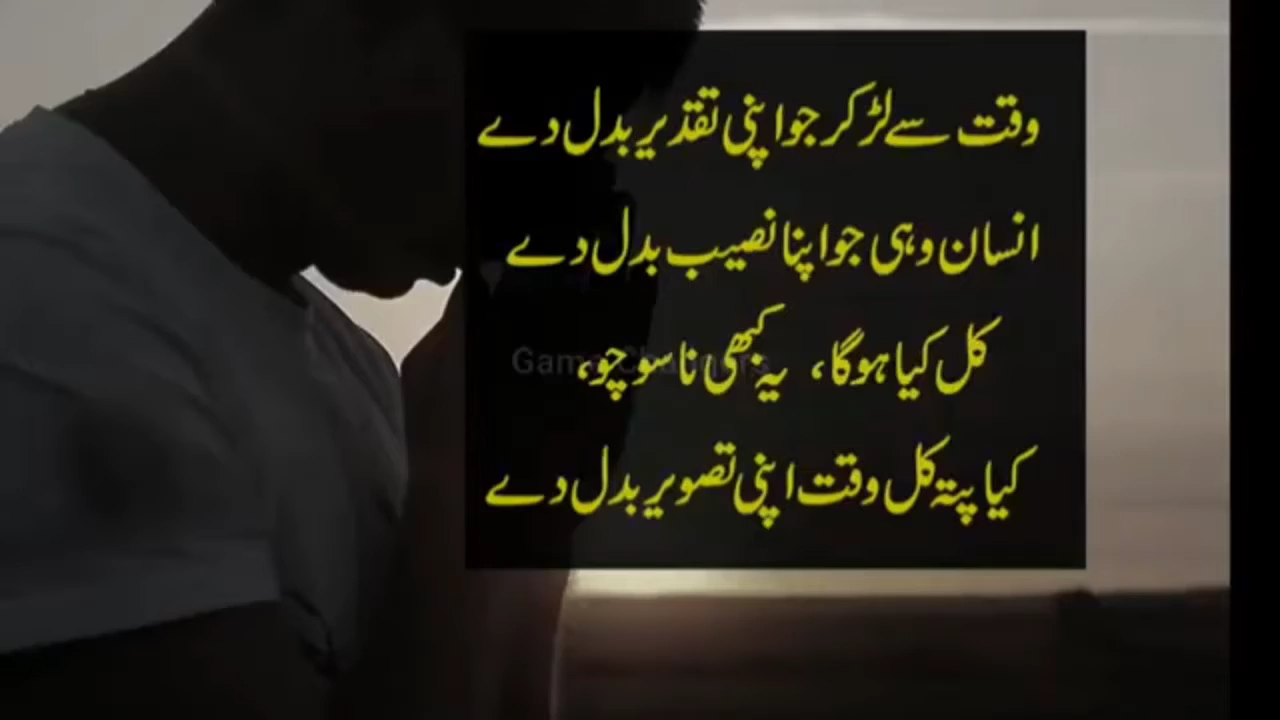 وقت سے لڑ کر جو اپنی تقدیر بدل دے
انسان وہی جو اپنا نصیب بدل دے
کل کیا ہوگا، یہ کبھی نا سوچو،
کیا پتہ کل وقت اپنی تصویر بدل دے